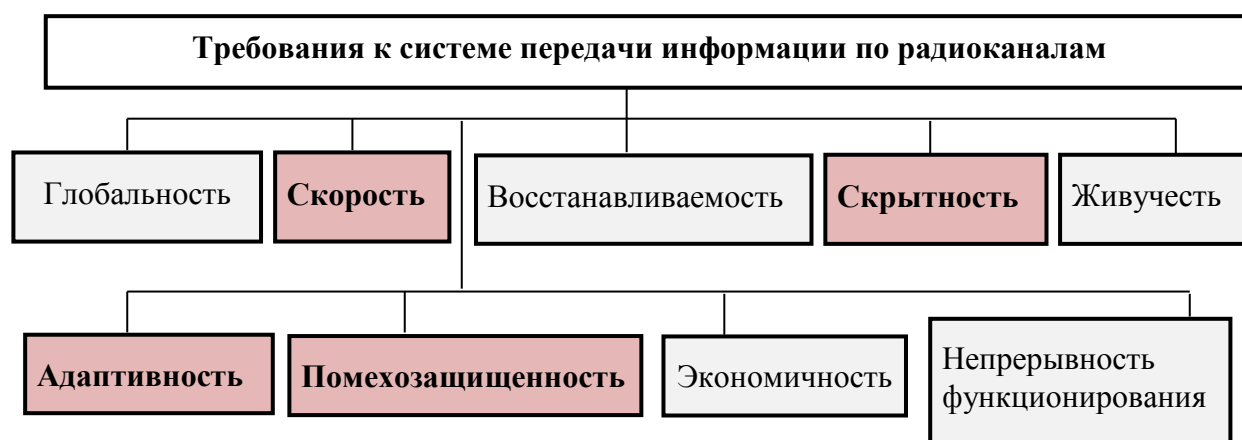 Требования к системе передачи информации по радиоканалам
Глобальность
Скорость
Восстанавливаемость
Скрытность
Живучесть
Адаптивность
Помехозащищенность
Экономичность
Непрерывность
функционирования